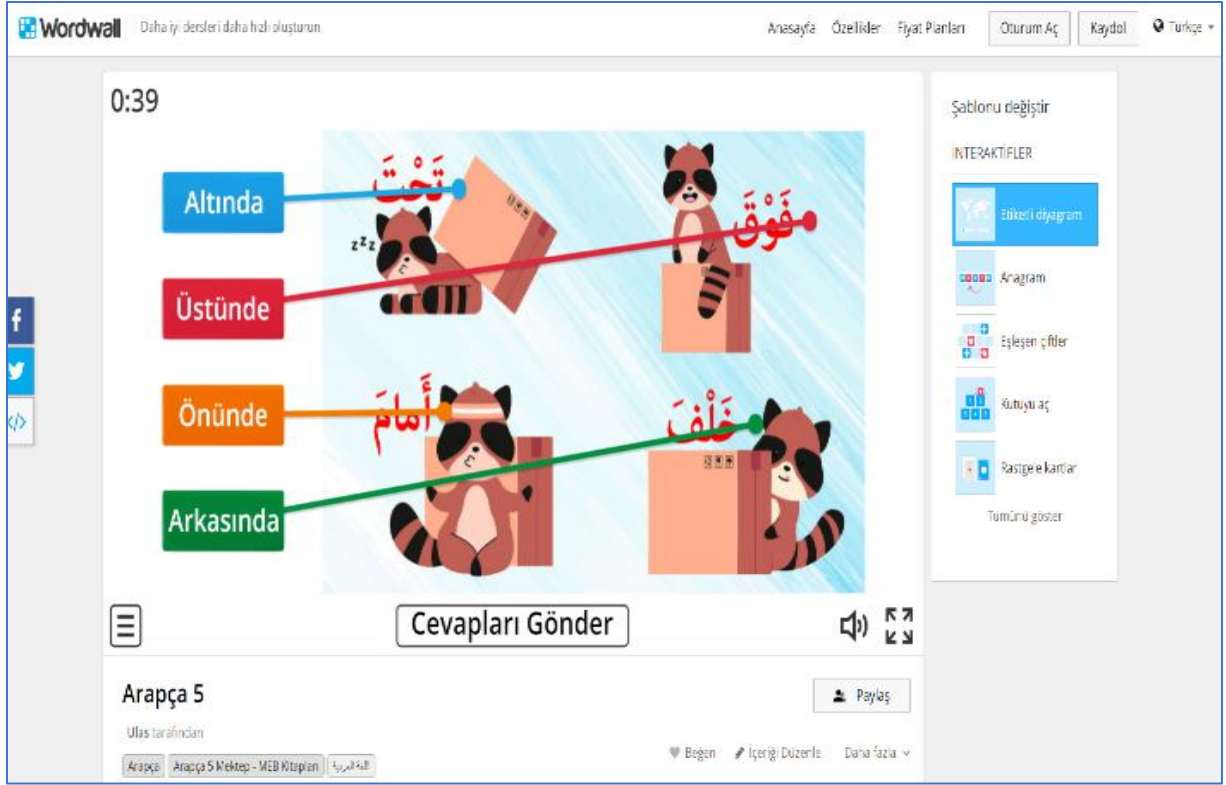 Wordwall Daha iyi dersleri daha hızlı oluşturun. Anasayfa Özellikler Fiyat Planları Oturum Aç Kaydol Türkçe
0:39
Altında
تَحْتَ
فَوْقَ
Üstünde
zzz
Önünde
أَمامَ
خَلْفَ
Arkasında
Cevapları Gönder
Şablonu değiştir
İNTERAKTİFLER
Etiketli diyagram
Anagram
Eşleşen çiftler
Kutuyu aç
Rastgele kartlar
Tümünü göster
Arapça 5
Paylaş
Ulas tarafından
Beğen İçeriği Düzenle Daha fazla
Arapça Arapça 5 Mektep - MEB Kitapları اللغة العربية